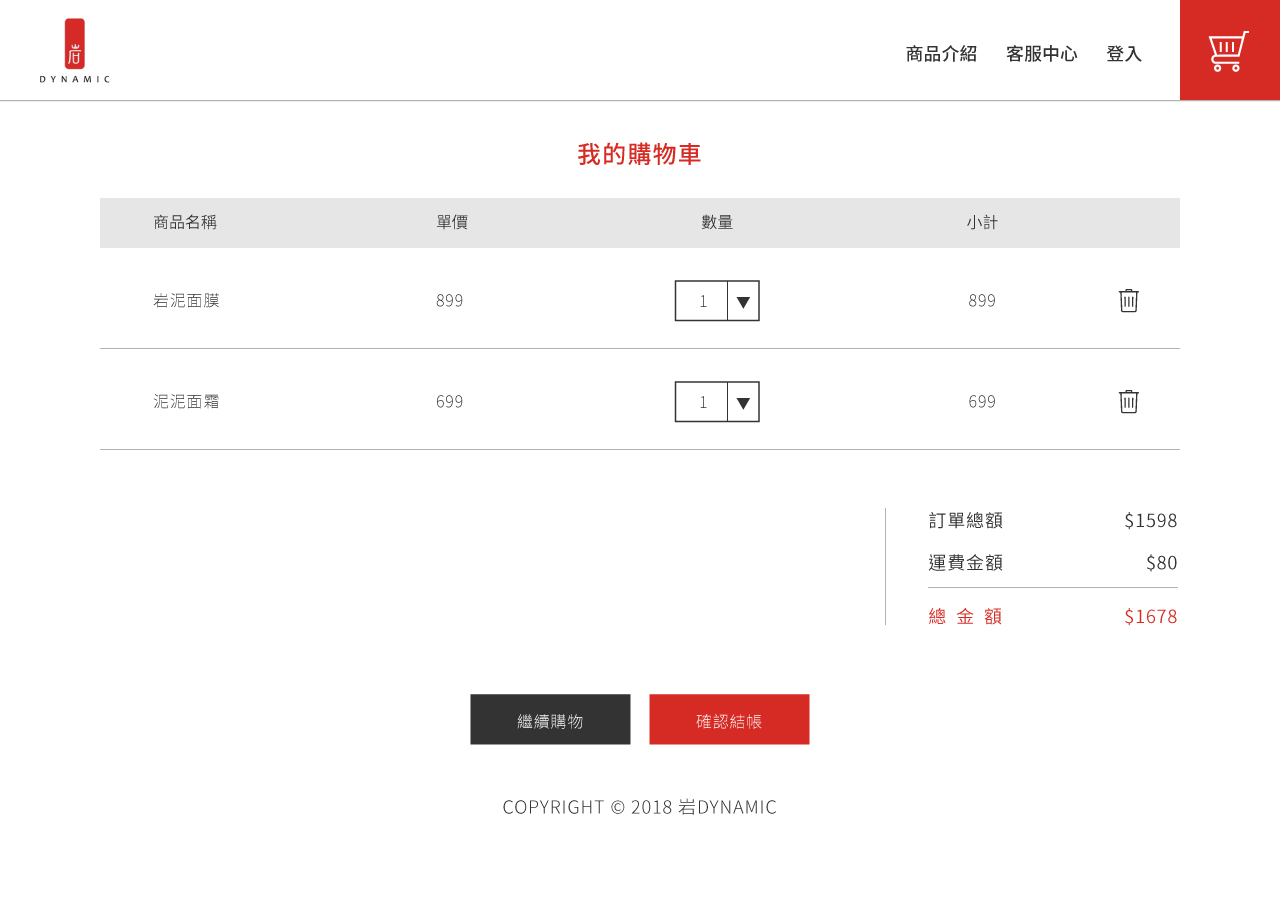 岩
DYNAMIC
商品介紹 客服中心 登入
我的購物車
商品名稱 單價 數量 小計
岩泥面膜 899 1 899
泥泥面霜 699 1 699
訂單總額 $1598
運費金額 $80
總金額 $1678
繼續購物 確認結帳
COPYRIGHT © 2018 岩DYNAMIC